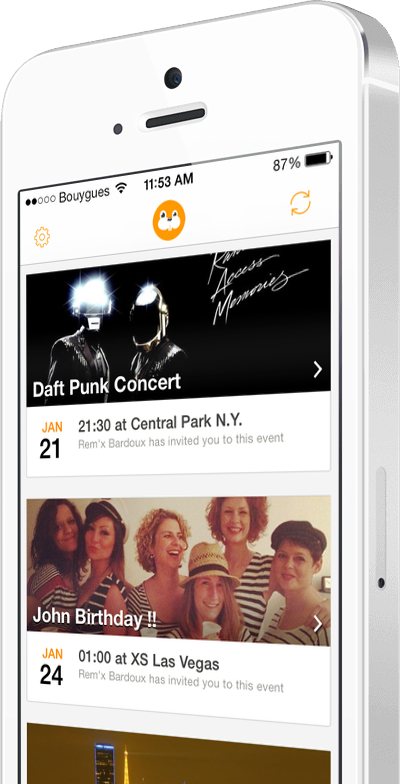 Bouygues 11:53 AM 87%
Random
Access
Memories
Daft Punk Concert
JAN
21
21:30 at Central Park N.Y.
Rem'x Bardoux has invited you to this event
John Birthday !!
JAN
24
01:00 at XS Las Vegas
Rem'x Bardoux has invited you to this event